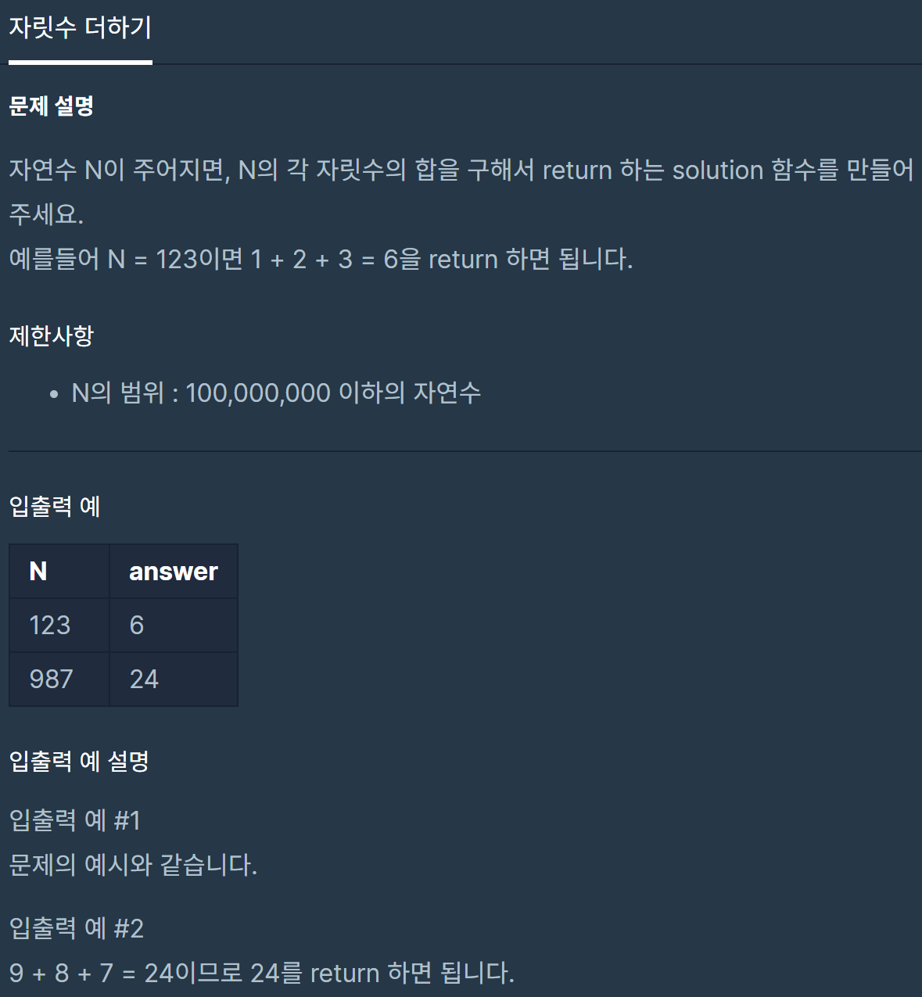 자릿수 더하기
문제 설명
자연수 N이 주어지면, N의 각 자릿수의 합을 구해서 return 하는 solution 함수를 만들어
주세요.
예를들어 N = 123이면 1 + 2 + 3 = 6을 return 하면 됩니다.
제한사항
• N의 범위 : 100,000,000 이하의 자연수
입출력 예
N answer
123 6
987 24
입출력 예 설명
입출력 예 #1
문제의 예시와 같습니다.
입출력 예 #2
9 + 8 + 7 = 24이므로 24를 return 하면 됩니다.